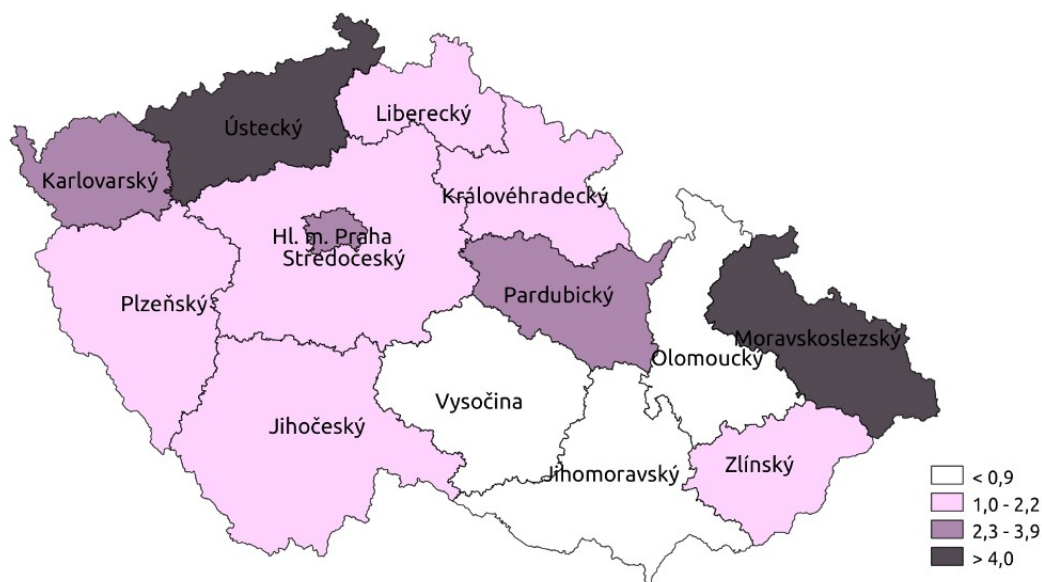 Liberecký
Ústecký
Karlovarský
Královéhradecký
Hl. m. Praha
Středočeský
Pardubický
Plzeňský
Moravskoslezský
Olomoucký
Vysočina
Jihočeský
Jihomoravský
Zlínský
< 0,9
1,0 - 2,2
2,3 - 3,9
> 4,0